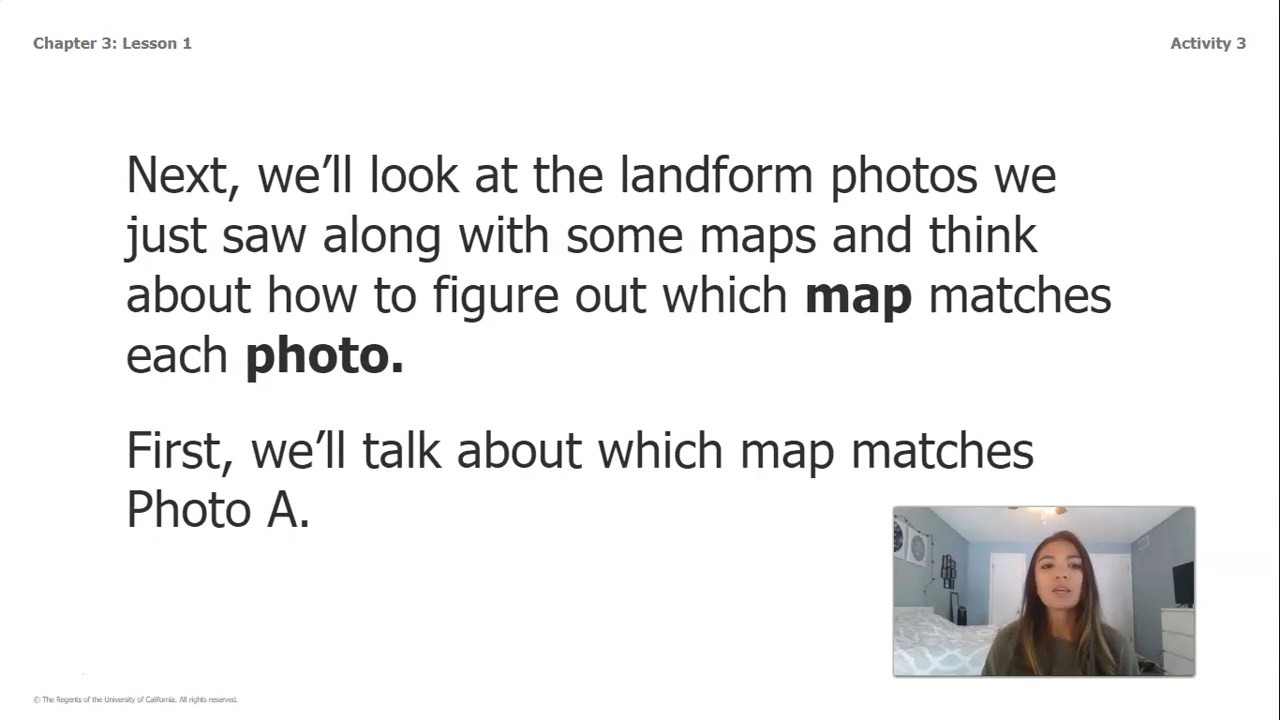 Chapter 3: Lesson 1
Activity 3
Next, we’ll look at the landform photos we
just saw along with some maps and think
about how to figure out which map matches
each photo.
First, we’ll talk about which map matches
Photo A.
© The Regents of the University of California. All rights reserved.